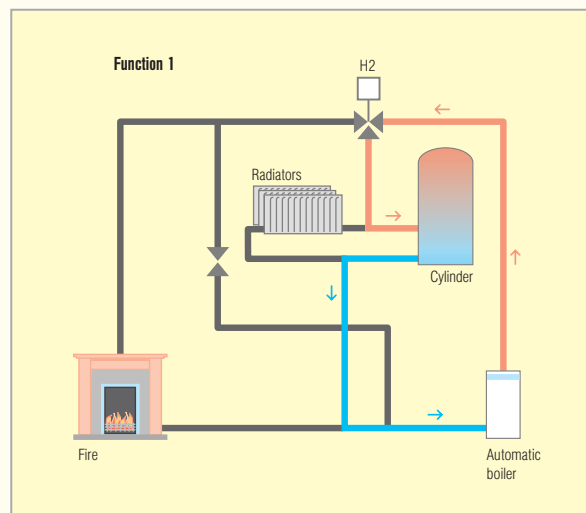 Function 1
H2
Radiators
Cylinder
Fire
Automatic
boiler